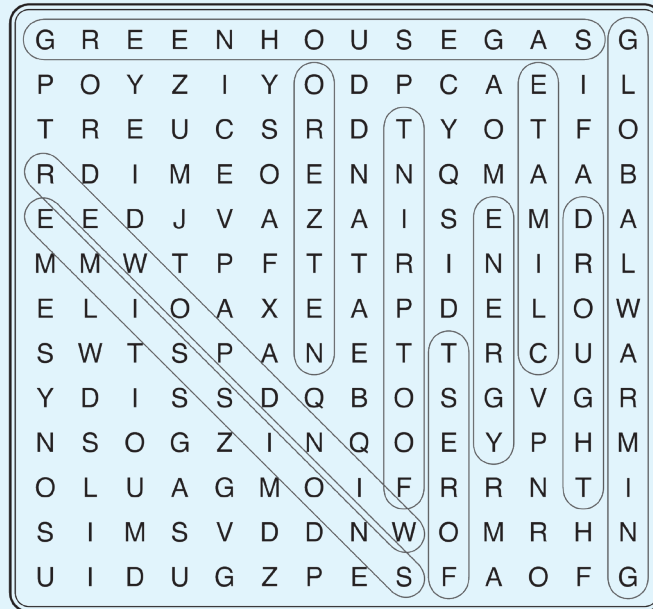 G R E E N H O U S E G A S G
P O Y Z I Y O D P C A E I L
T R E U C S R D T Y O T F O
R D I M E O E N N Q M A A B
E E D J V A Z A I S E M D A
M M W T P F T T R I N I R L
E L I O A X E A P D E L O W
S W T S P A N E T T R C U A
Y D I S S D Q B O S G V G R
N S O G Z I N Q O E Y P H M
O L U A G M O I F R R N T I
S I M S V D D N W O M R H N
U I D U G Z P E S F A O F G